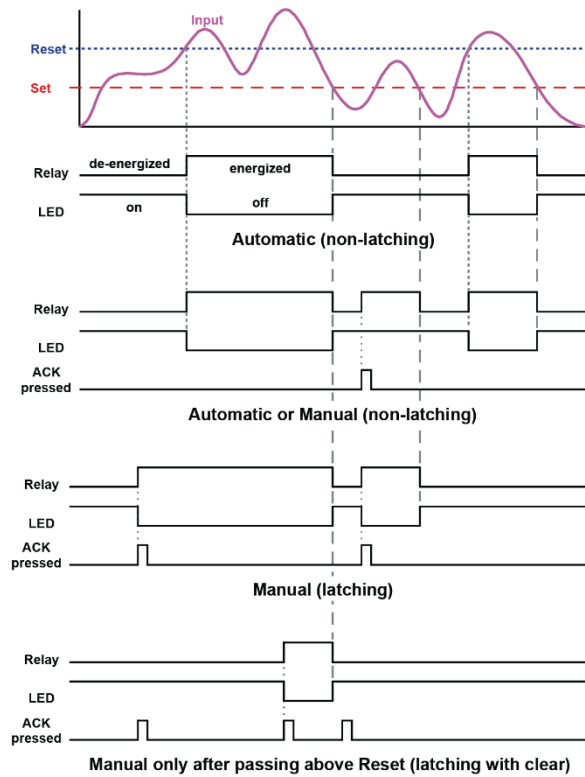 Input
Reset
Set
de-energized energized
Relay
LED
on off
Automatic (non-latching)
Relay
LED
ACK
pressed
Automatic or Manual (non-latching)
Relay
LED
ACK
pressed
Manual (latching)
Relay
LED
ACK
pressed
Manual only after passing above Reset (latching with clear)